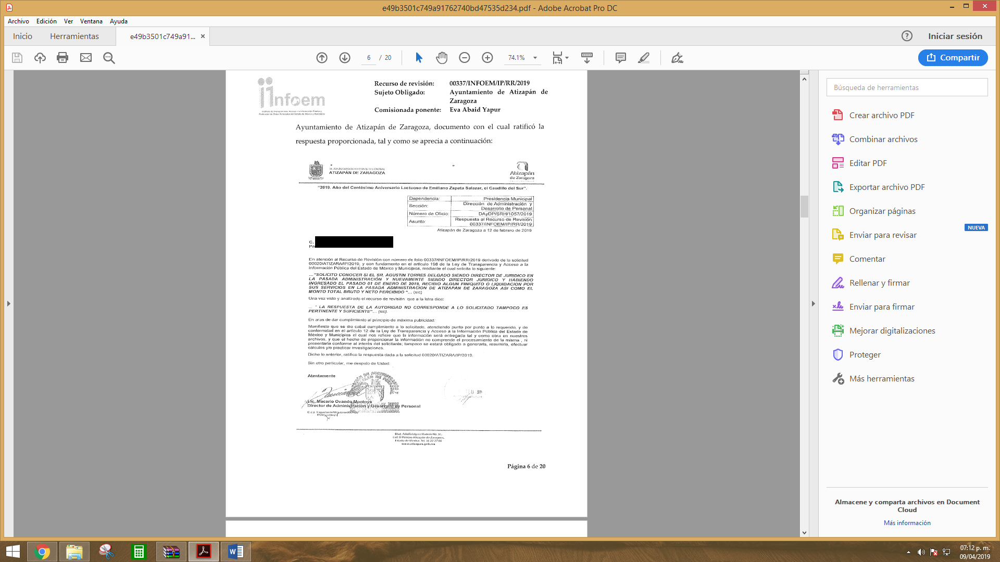 e49b3501c749a91762740bd47535d234.pdf - Adobe Acrobat Pro DC
Archivo Edición Ver Ventana Ayuda
Inicio Herramientas e49b3501c749a91... × Iniciar sesión
6 / 20 74.1% Compartir
infoem
Instituto de Transparencia, Acceso a la Información Pública y
Protección de Datos Personales del Estado de México y Municipios
Recurso de revisión: 00337/INFOEM/IP/RR/2019
Sujeto Obligado: Ayuntamiento de Atizapán de
Zaragoza
Comisionada ponente: Eva Abaid Yapur
Ayuntamiento de Atizapán de Zaragoza, documento con el cual ratificó la
respuesta proporcionada, tal y como se aprecia a continuación:
H. AYUNTAMIENTO CONSTITUCIONAL
ATIZAPÁN DE ZARAGOZA
Atizapán
de Zaragoza
"2019. Año del Centésimo Aniversario Luctuoso de Emiliano Zapata Salazar, el Caudillo del Sur".
Dependencia: Presidencia Municipal
Sección: Dirección de Administración y
Desarrollo de Personal
Número de Oficio: DAyDP/SRH/1057/2019
Asunto: Respuesta al Recurso de Revisión
00337/INFOEM/IP/RR/2019
Atizapán de Zaragoza a 12 de febrero de 2019
C.
En atención al Recurso de Revisión con número de folio 00337/INFOEM/IP/RR/2019 derivado de la solicitud
00020/ATIZARA/IP/2019, y con fundamento en el artículo 198 de la Ley de Transparencia y Acceso a la
Información Pública del Estado de México y Municipios, mediante el cual solicita lo siguiente:
..."SOLICITO CONOCER SI EL SR. AGUSTIN TORRES DELGADO SIENDO DIRECTOR DE JURIDICO EN
LA PASADA ADMINISTRACIÓN Y NUEVAMENTE SIENDO DIRECTOR JURIDICO Y HABIENDO
INGRESADO EL PASADO 01 DE ENERO DE 2019, RECIBIO ALGUN FINIQUITO O LIQUIDACION POR
SUS SERVICIOS EN LA PASADA ADMINISTRACION DE ATIZAPAN DE ZARAGOZA ASI COMO EL
MONTO TOTAL BRUTO Y NETO PERCIBIDO "... (sic)
Una vez visto y analizado el recurso de revisión que a la letra dice:
... " LA RESPUESTA DE LA AUTORIDAD NO CORRESPONDE A LO SOLICITADO TAMPOCO ES
PERTINENTE Y SUFICIENTE"... (sic).
En aras de dar cumplimiento al principio de máxima publicidad:
Manifiesto que se dio cabal cumplimiento a lo solicitado, atendiendo punto por punto a lo requerido, y de
conformidad en el artículo 12 de la Ley de Transparencia y Acceso a la Información Pública del Estado de
México y Municipios el cual nos refiere que la información será entregada tal y como obra en nuestros
archivos, y que el hecho de proporcionar la información no comprende el procesamiento de la misma , ni
presentarla conforme al interés del solicitante; tampoco se estará obligado a generarla, resumirla, efectuar
cálculos y/o practicar investigaciones.
Dicho lo anterior, ratifico la respuesta dada a la solicitud 00020/ATIZARA/IP/2019.
Sin otro particular, me despido de Usted.
Atentamente
Lic. Macario Ovando Montoya
Director de Administración y Desarrollo de Personal
C.c.p. Expediente/Minutario
Blvd. Adolfo López Mateos No. 91,
Col. El Potrero Atizapán de Zaragoza,
Estado de México. Tel. 36 22 27 00
www.atizapan.gob.mx
Página 6 de 20
Búsqueda de herramientas
Crear archivo PDF
Combinar archivos
Editar PDF
Exportar archivo PDF
Organizar páginas
NUEVA
Enviar para revisar
Comentar
Rellenar y firmar
Enviar para firmar
Mejorar digitalizaciones
Proteger
Más herramientas
Almacene y comparta archivos en Document
Cloud
Más información
07:12 p. m.
09/04/2019